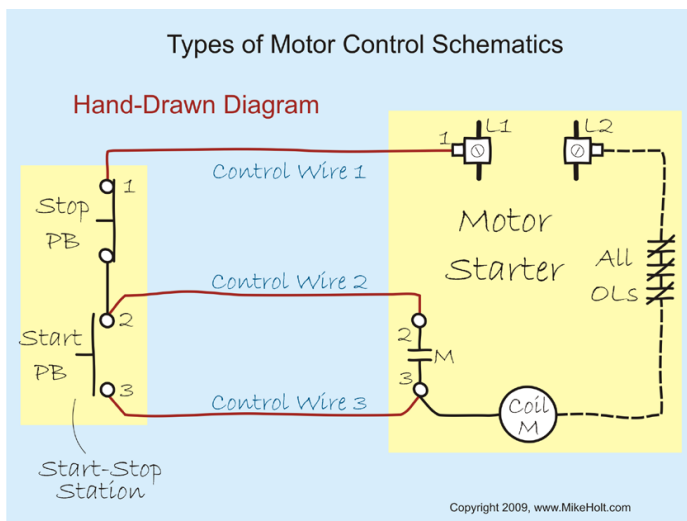 Types of Motor Control Schematics
Hand-Drawn Diagram
L1
L2
1
Control Wire 1
1
Stop
PB
Motor
Starter
All
OLs
Control Wire 2
2
Start
PB
2
M
3
3
Control Wire 3
Coil
M
Start-Stop
Station
Copyright 2009, www.MikeHolt.com